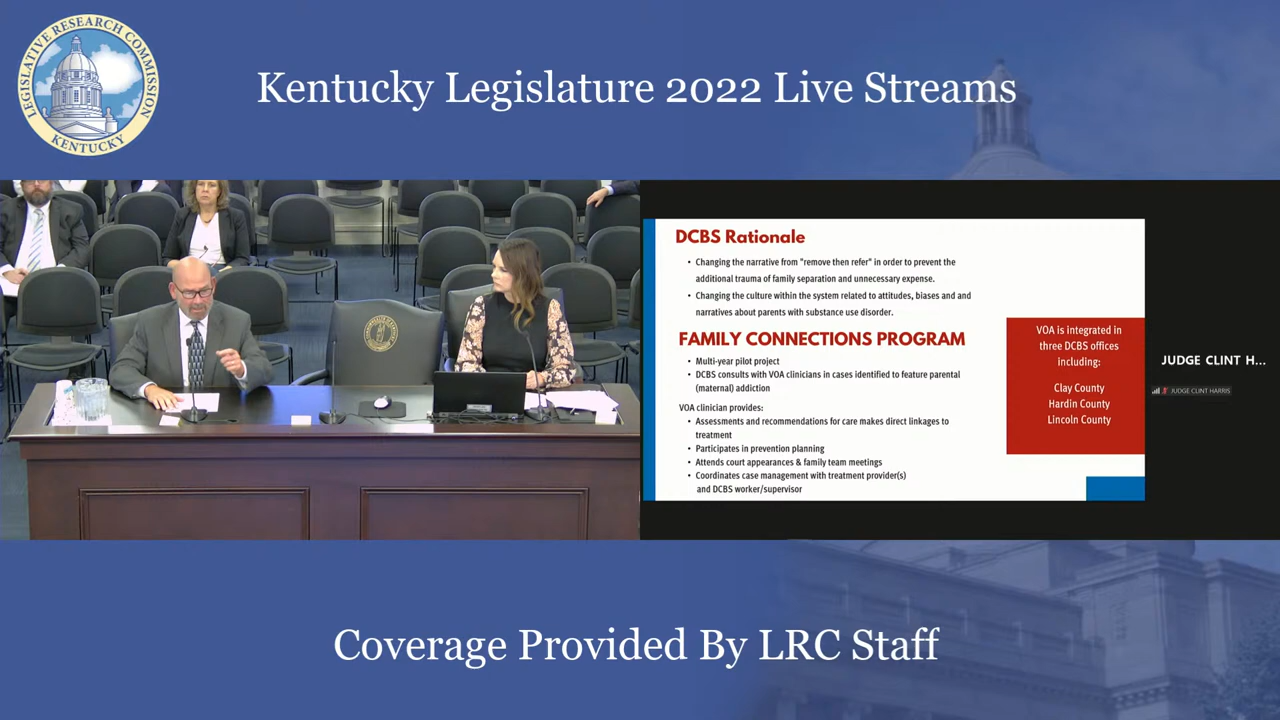 LEGISLATIVE RESEARCH COMMISSION
KENTUCKY
Kentucky Legislature 2022 Live Streams
DCBS Rationale
• Changing the narrative from "remove then refer" in order to prevent the
additional trauma of family separation and unnecessary expense.
• Changing the culture within the system related to attitudes, biases and and
narratives about parents with substance use disorder.
FAMILY CONNECTIONS PROGRAM
• Multi-year pilot project
• DCBS consults with VOA clinicians in cases identified to feature parental
(maternal) addiction
VOA clinician provides:
• Assessments and recommendations for care makes direct linkages to
treatment
• Participates in prevention planning
• Attends court appearances & family team meetings
• Coordinates case management with treatment provider(s)
and DCBS worker/supervisor
VOA is integrated in
three DCBS offices
including:
Clay County
Hardin County
Lincoln County
JUDGE CLINT H...
JUDGE CLINT HARRIS
Coverage Provided By LRC Staff